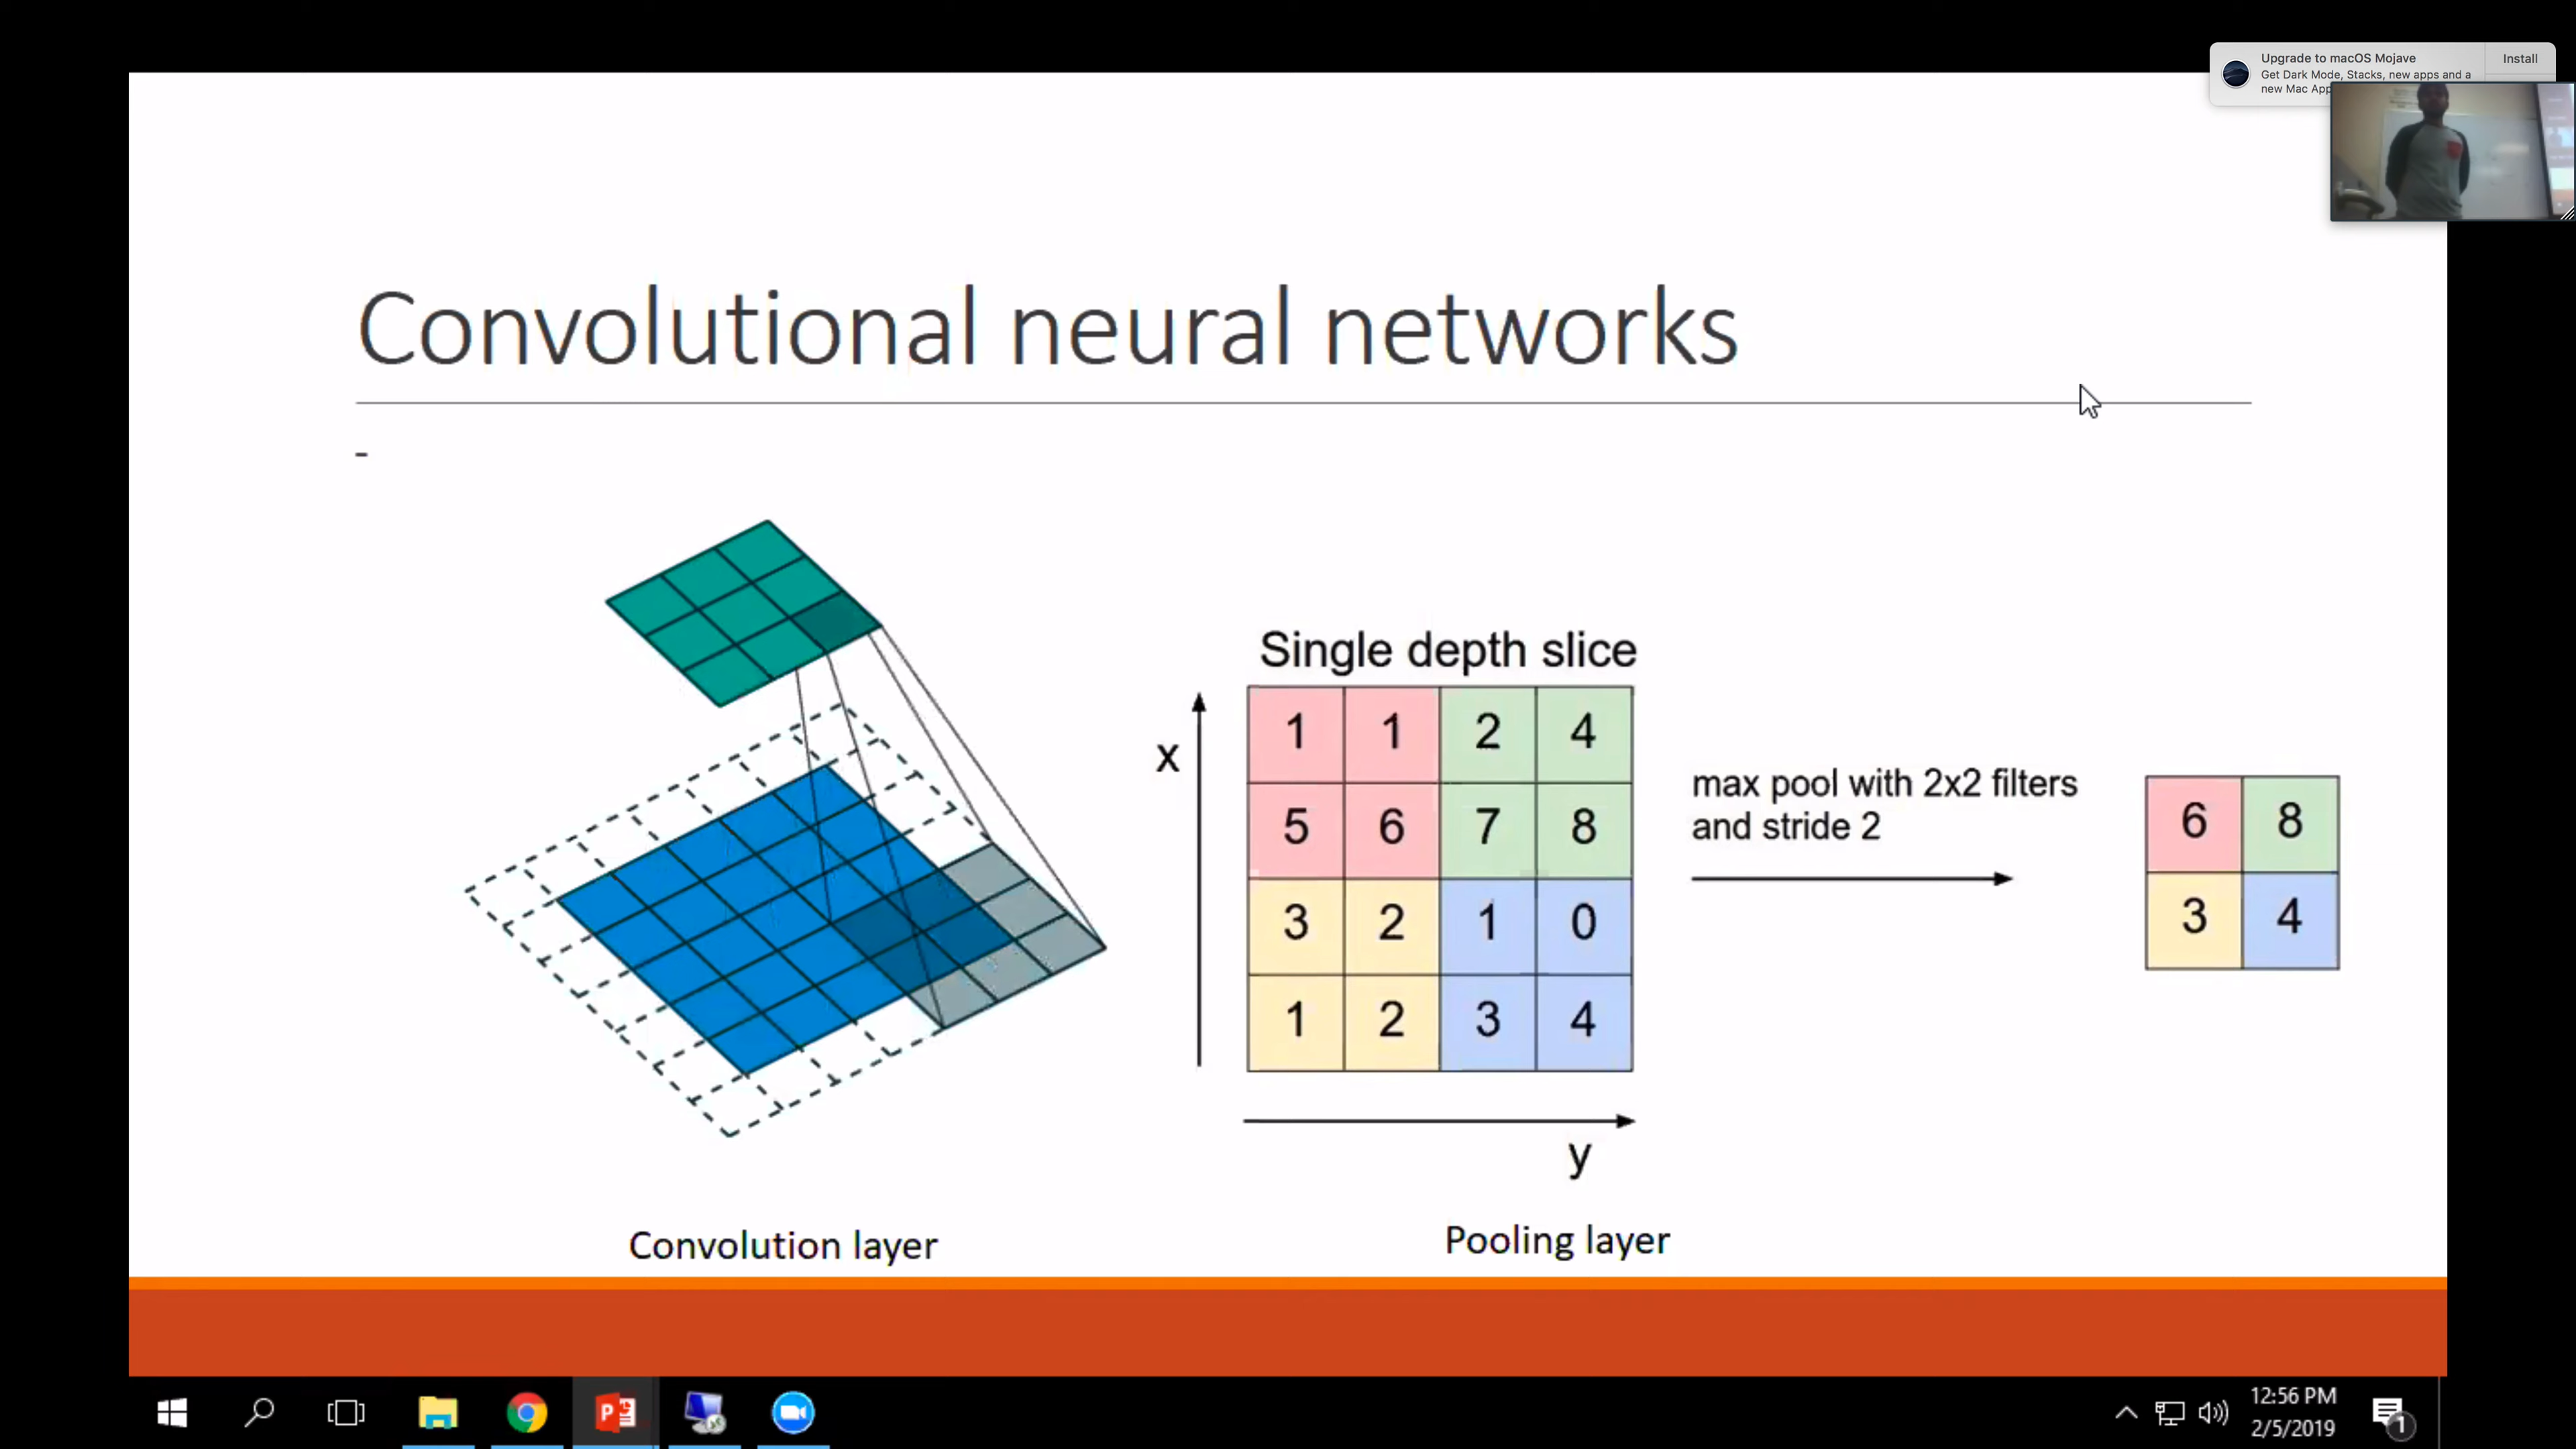 Upgrade to macOS Mojave
Install
Get Dark Mode, Stacks, new apps and a
new Mac App
Convolutional neural networks
-
Single depth slice
x
1 1 2 4
5 6 7 8
3 2 1 0
1 2 3 4
y
max pool with 2x2 filters
and stride 2
6 8
3 4
Convolution layer
Pooling layer
12:56 PM
2/5/2019
1